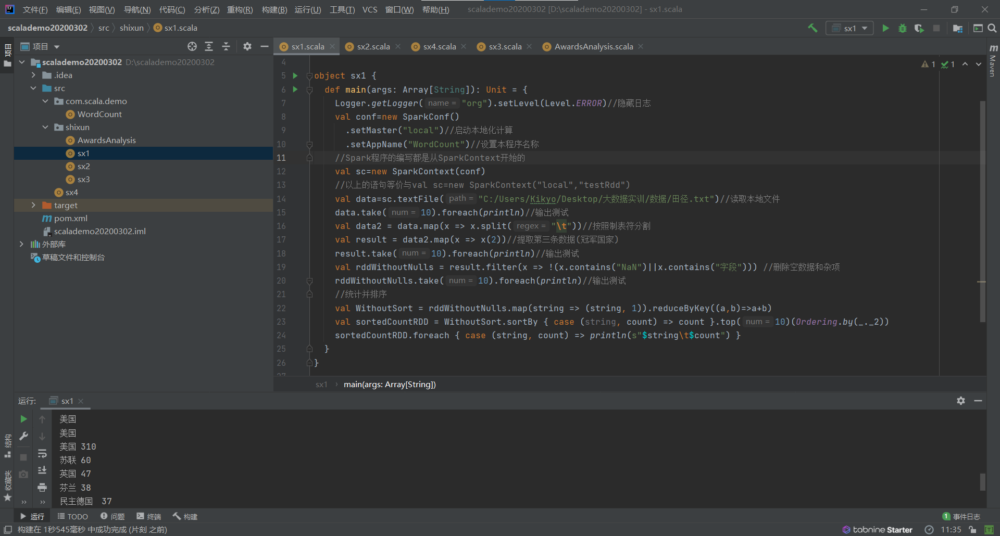 文件(F) 编辑(E) 视图(V) 导航(N) 代码(C) 分析(Z) 重构(R) 构建(B) 运行(U) 工具(T) VCS 窗口(W) 帮助(H) scalademo20200302 [D:\scalademo20200302] - sx1.scala
scalademo20200302 src shixun sx1.scala
sx1
项目
sx1.scala sx2.scala sx4.scala sx3.scala AwardsAnalysis.scala
项目
Maven
scalademo20200302 D:\scalademo20200302
.idea
src
com.scala.demo
WordCount
shixun
AwardsAnalysis
sx1
sx2
sx3
sx4
target
pom.xml
scalademo20200302.iml
外部库
草稿文件和控制台
1 1
4
5 object sx1 {
6 def main(args: Array[String]): Unit = {
7 Logger.getLogger( name = "org").setLevel(Level.ERROR)//隐藏日志
8 val conf=new SparkConf()
9 .setMaster("local")//启动本地化计算
10 .setAppName("WordCount")//设置本程序名称
11 //Spark程序的编写都是从SparkContext开始的
12 val sc=new SparkContext(conf)
13 //以上的语句等价与val sc=new SparkContext("local","testRdd")
14 val data=sc.textFile( path = "C:/Users/Kikyo/Desktop/大数据实训/数据/田径.txt")//读取本地文件
15 data.take( num = 10).foreach(println)//输出测试
16 val data2 = data.map(x => x.split( regex = "\t"))//按照制表符分割
17 val result = data2.map(x => x(2))//提取第三条数据(冠军国家)
18 result.take( num = 10).foreach(println)//输出测试
19 val rddWithoutNulls = result.filter(x => !(x.contains("NaN")||x.contains("字段"))) //删除空数据和杂项
20 rddWithoutNulls.take( num = 10).foreach(println)//输出测试
21 //统计并排序
22 val WithoutSort = rddWithoutNulls.map(string => (string, 1)).reduceByKey((a,b)=>a+b)
23 val sortedCountRDD = WithoutSort.sortBy { case (string, count) => count }.top( num = 10)(Ordering.by(_._2))
24 sortedCountRDD.foreach { case (string, count) => println(s"$string\t$count") }
25 }
26 }
27
sx1 › main(args: Array[String])
运行: sx1
美国
美国
美国 310
苏联 60
英国 47
芬兰 38
民主德国 37
结构
收藏夹
运行 TODO 问题 终端 构建 1 事件日志
构建在 1秒545毫秒 中成功完成 (片刻 之前) tabnine Starter 11:35 [T]